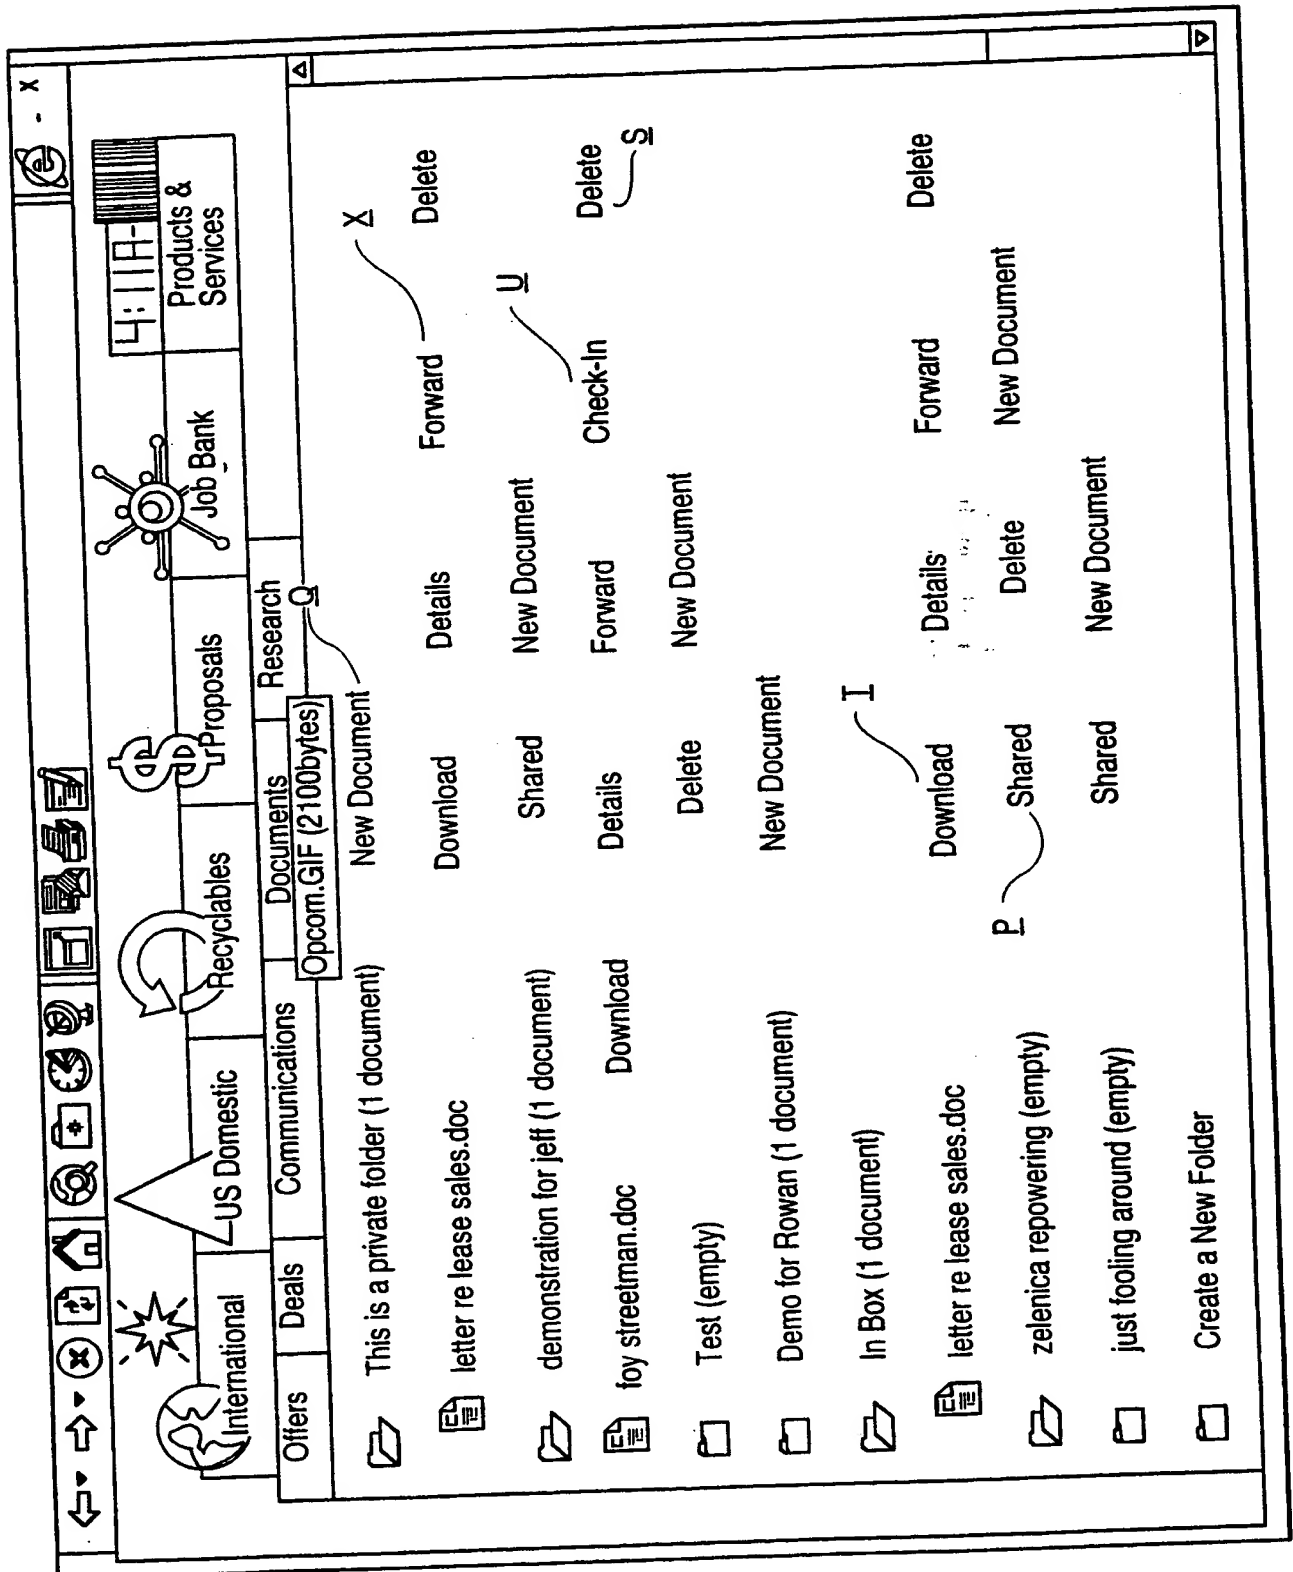 - X
4:11A-
International US Domestic Recyclables Proposals Job Bank Products & Services
Offers Deals Communications Documents Research
Opcom.GIF (2100bytes)
Q
This is a private folder (1 document) New Document
X
letter re lease sales.doc Download Details Forward Delete
U
demonstration for jeff (1 document) Shared New Document
foy streetman.doc Download Details Forward Check-In Delete
S
Test (empty) Delete New Document
Demo for Rowan (1 document) New Document
I
In Box (1 document)
letter re lease sales.doc Download Details Forward Delete
P
zelenica repowering (empty) Shared Delete New Document
just fooling around (empty) Shared New Document
Create a New Folder